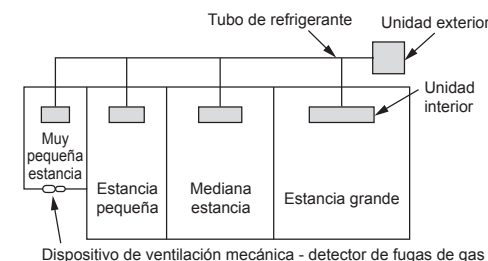 Tubo de refrigerante
Unidad exterior
Unidad
interior
Muy
pequeña
estancia
Estancia
pequeña
Mediana
estancia
Estancia grande
Dispositivo de ventilación mecánica - detector de fugas de gas